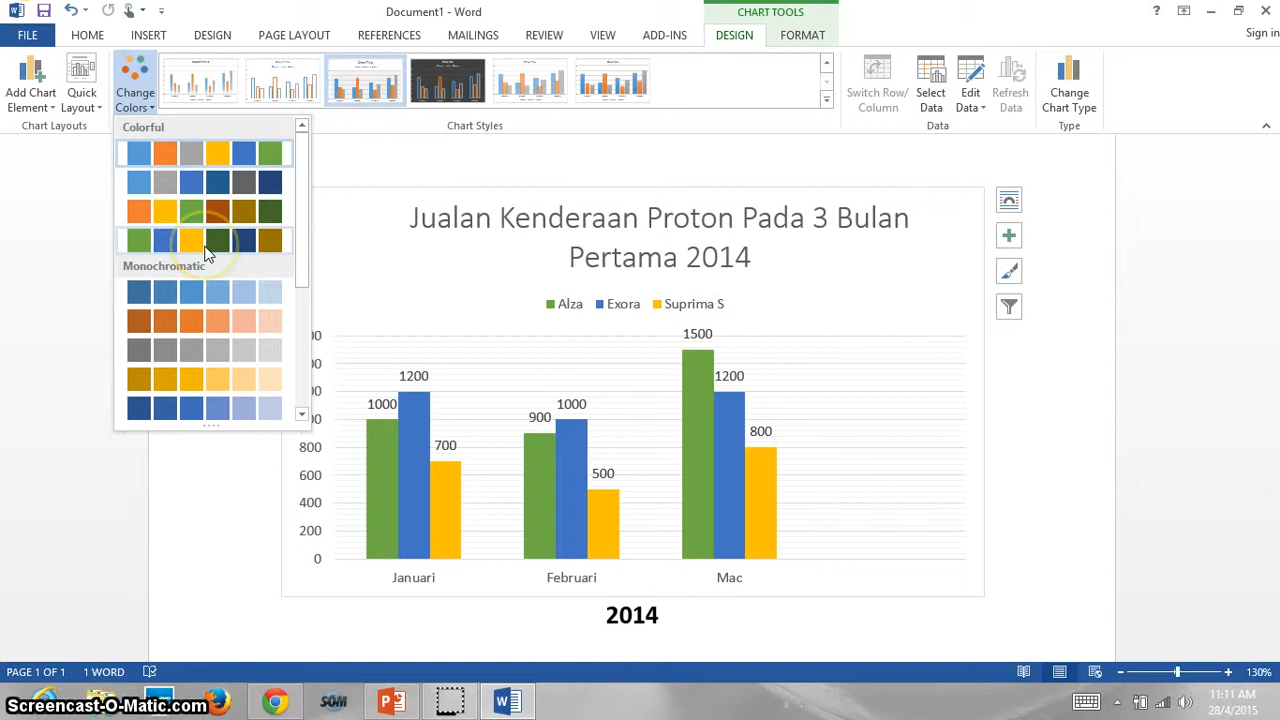 Document1 - Word
CHART TOOLS
?
FILE
HOME
INSERT
DESIGN
PAGE LAYOUT
REFERENCES
MAILINGS
REVIEW
VIEW
ADD-INS
DESIGN
FORMAT
Sign in
Add Chart
Element
Quick
Layout
Change
Colors
Switch Row/
Column
Select
Data
Edit
Data
Refresh
Data
Change
Chart Type
Chart Layouts
Chart Styles
Data
Type
Colorful
Monochromatic
Jualan Kenderaan Proton Pada 3 Bulan
Pertama 2014
Alza Exora Suprima S
1500
1200
1200
1000
900
1000
800
700
500
800
600
400
200
0
Januari
Februari
Mac
2014
PAGE 1 OF 1
1 WORD
130%
SOM
Screencast-O-Matic.com
11:11 AM
28/4/2015